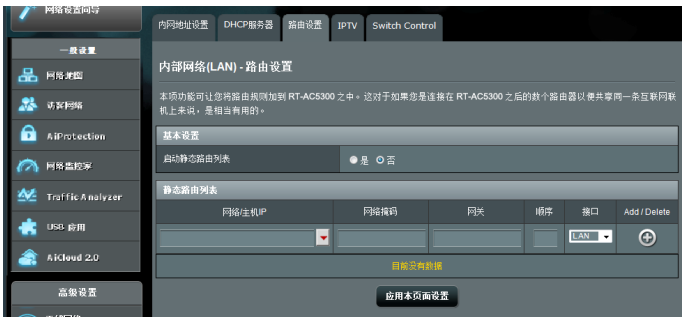 网络设置向导
内网地址设置 DHCP服务器 路由设置 IPTV Switch Control
一般设置
网络地图
访客网络
AiProtection
网络监控家
Traffic Analyzer
USB 应用
AiCloud 2.0
高级设置
内部网络(LAN) - 路由设置
本项功能可让您将路由规则加到 RT-AC5300 之中。这对于如果您是连接在 RT-AC5300 之后的数个路由器以便共享同一条互联网联
机上来说，是相当有用的。
基本设置
启动静态路由列表 是 否
静态路由列表
网络/主机IP 网络掩码 网关 顺序 接口 Add / Delete
LAN
目前没有数据
应用本页面设置